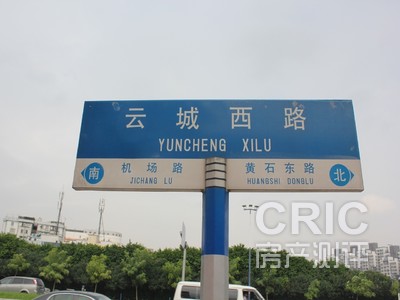 云城西路
YUNCHENG XILU
南 机场路 黄石东路 北
JICHANG LU HUANGSHI DONGLU
CRIC
房产测评